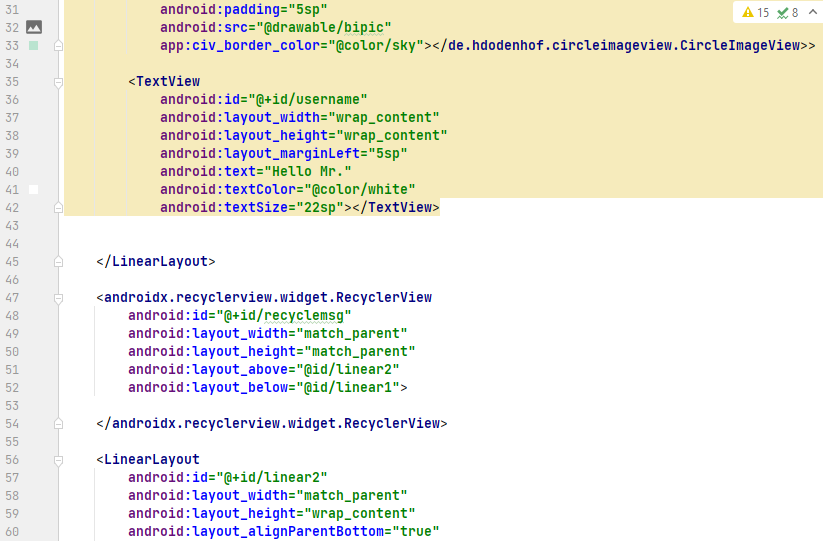 15 8
31 android:padding="5sp"
32 android:src="@drawable/bipic"
33 app:civ_border_color="@color/sky"></de.hdodenhof.circleimageview.CircleImageView>>
34
35 <TextView
36 android:id="@+id/username"
37 android:layout_width="wrap_content"
38 android:layout_height="wrap_content"
39 android:layout_marginLeft="5sp"
40 android:text="Hello Mr."
41 android:textColor="@color/white"
42 android:textSize="22sp"></TextView>
43
44
45 </LinearLayout>
46
47 <androidx.recyclerview.widget.RecyclerView
48 android:id="@+id/recyclemsg"
49 android:layout_width="match_parent"
50 android:layout_height="match_parent"
51 android:layout_above="@id/linear2"
52 android:layout_below="@id/linear1">
53
54 </androidx.recyclerview.widget.RecyclerView>
55
56 <LinearLayout
57 android:id="@+id/linear2"
58 android:layout_width="match_parent"
59 android:layout_height="wrap_content"
60 android:layout_alignParentBottom="true"